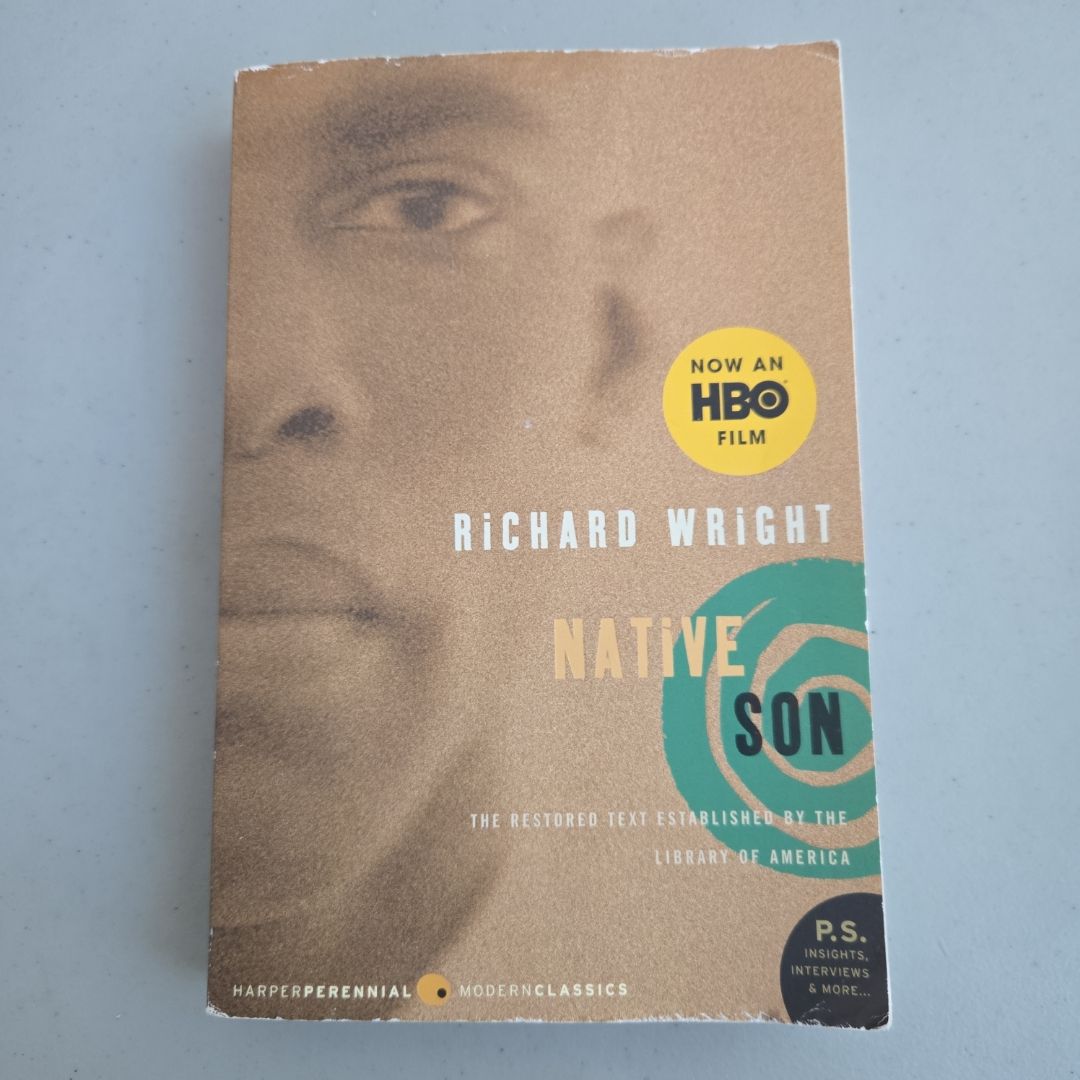 NOW AN
HBO
FILM
RiCHARD WRiGHT
NATiVE
SON
THE RESTORED TEXT ESTABLISHED BY THE
LIBRARY OF AMERICA
P.S.
INSIGHTS,
INTERVIEWS
& MORE...
HARPERPERENNIAL MODERNCLASSICS